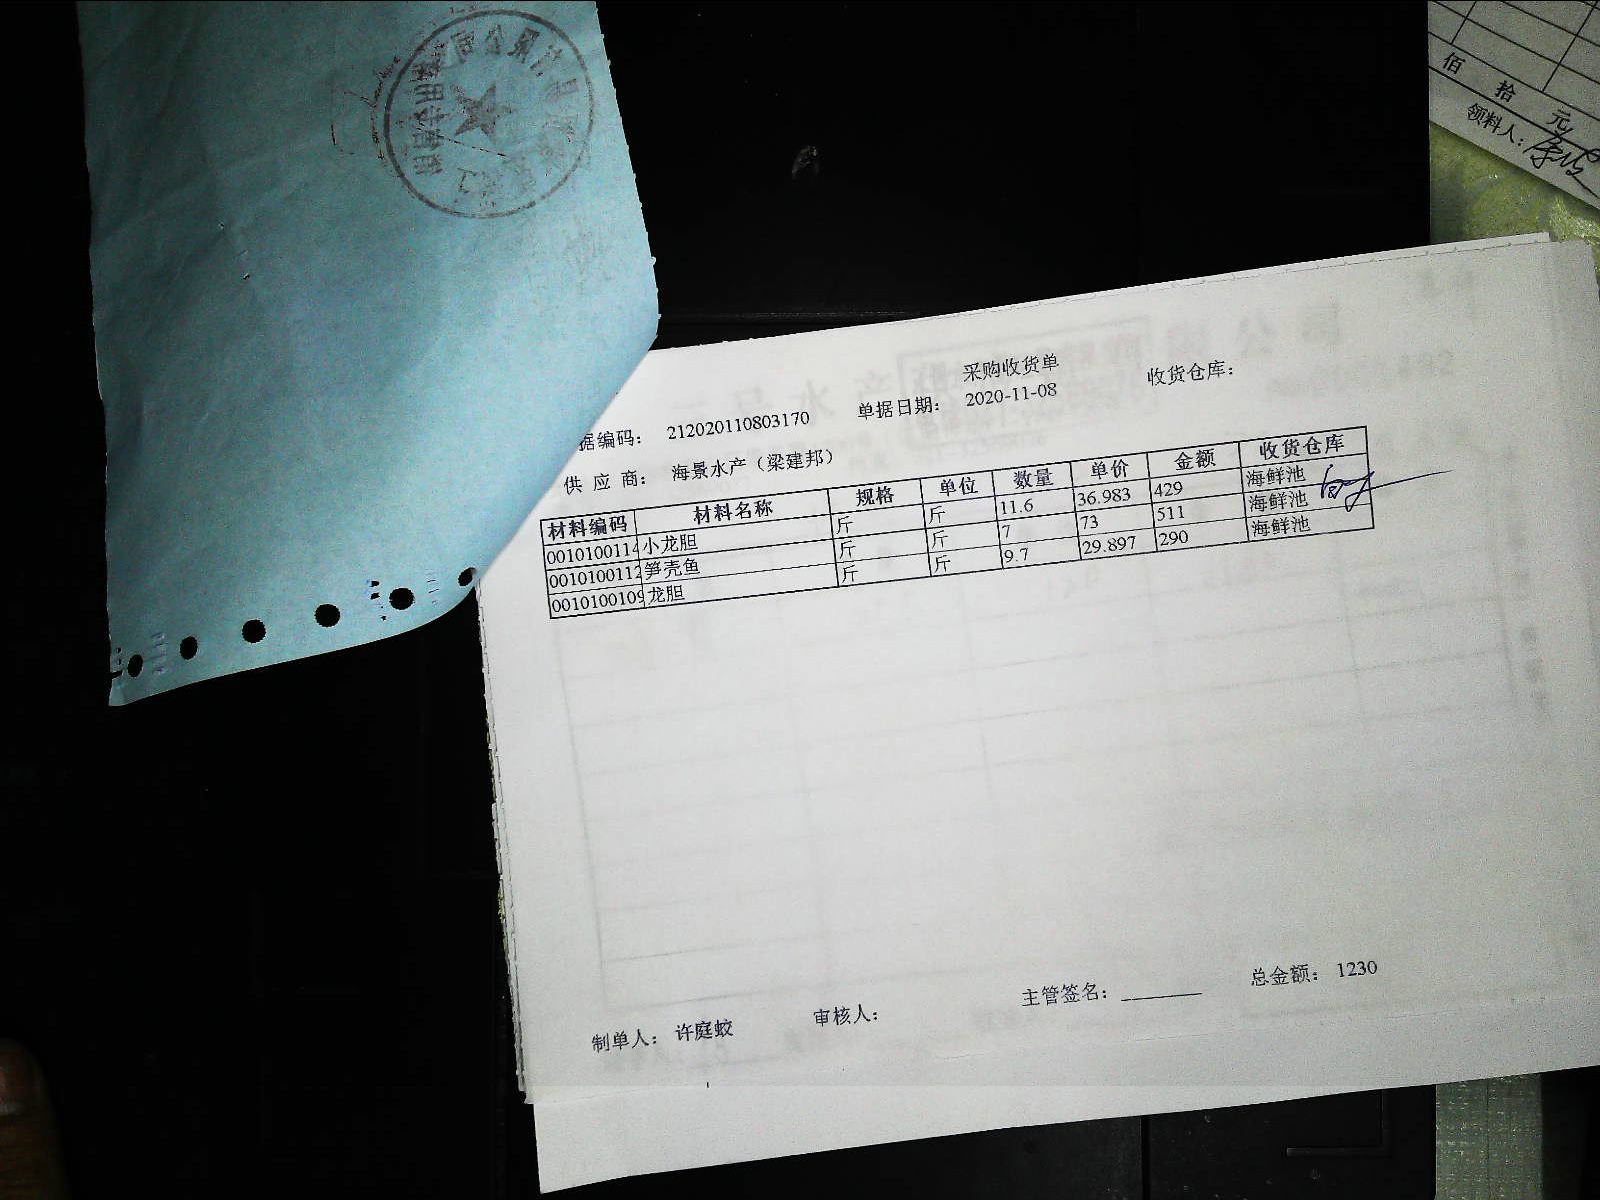 佰 拾 元
领料人：
采购收货单
据编码： 212020110803170 单据日期： 2020-11-08 收货仓库：
供 应 商： 海景水产（梁建邦）
材料编码 材料名称 规格 单位 数量 单价 金额 收货仓库
0010100114 小龙胆 斤 斤 11.6 36.983 429 海鲜池
0010100112 笋壳鱼 斤 斤 7 73 511 海鲜池
0010100109 龙胆 斤 斤 9.7 29.897 290 海鲜池
制单人： 许庭蛟 审核人： 主管签名： 总金额： 1230